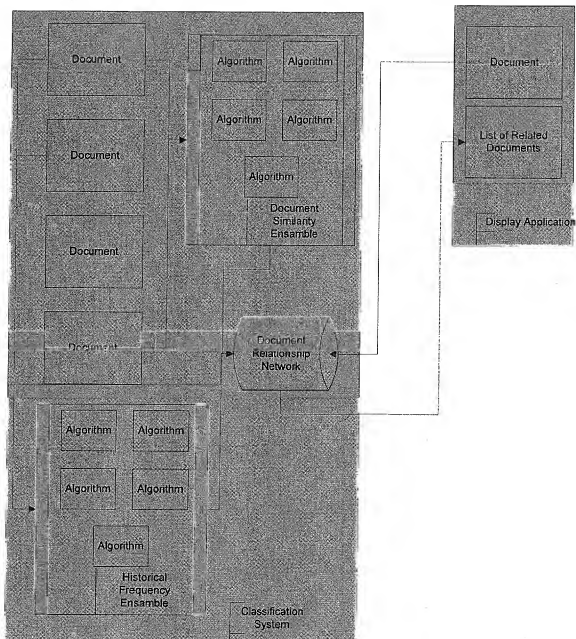 Document
Document
Document
Document
Algorithm
Algorithm
Algorithm
Algorithm
Algorithm
Document
Similarity
Ensamble
Document
Relationship
Network
Algorithm
Algorithm
Algorithm
Algorithm
Algorithm
Historical
Frequency
Ensamble
Classification
System
Document
List of Related
Documents
Display Application